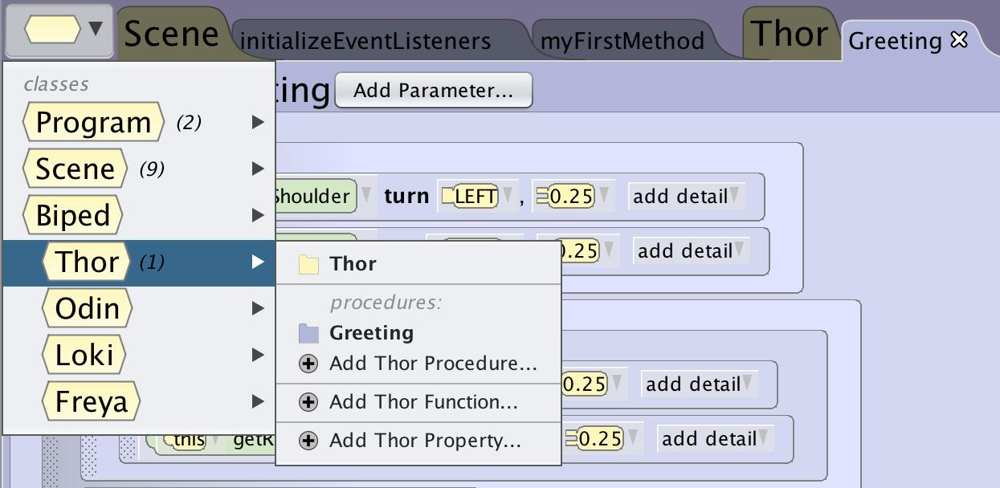 Scene initializeEventListeners myFirstMethod Thor Greeting
classes
ting Add Parameter...
Program (2)
Scene (9)
Shoulder turn LEFT , 0.25 add detail
Biped
Thor (1)
0.25 add detail
Thor
procedures:
Odin
Greeting
Loki
Add Thor Procedure...
0.25 add detail
Freya
Add Thor Function...
this getR
Add Thor Property...
0.25 add detail